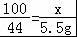 100/44 = x/5.5g